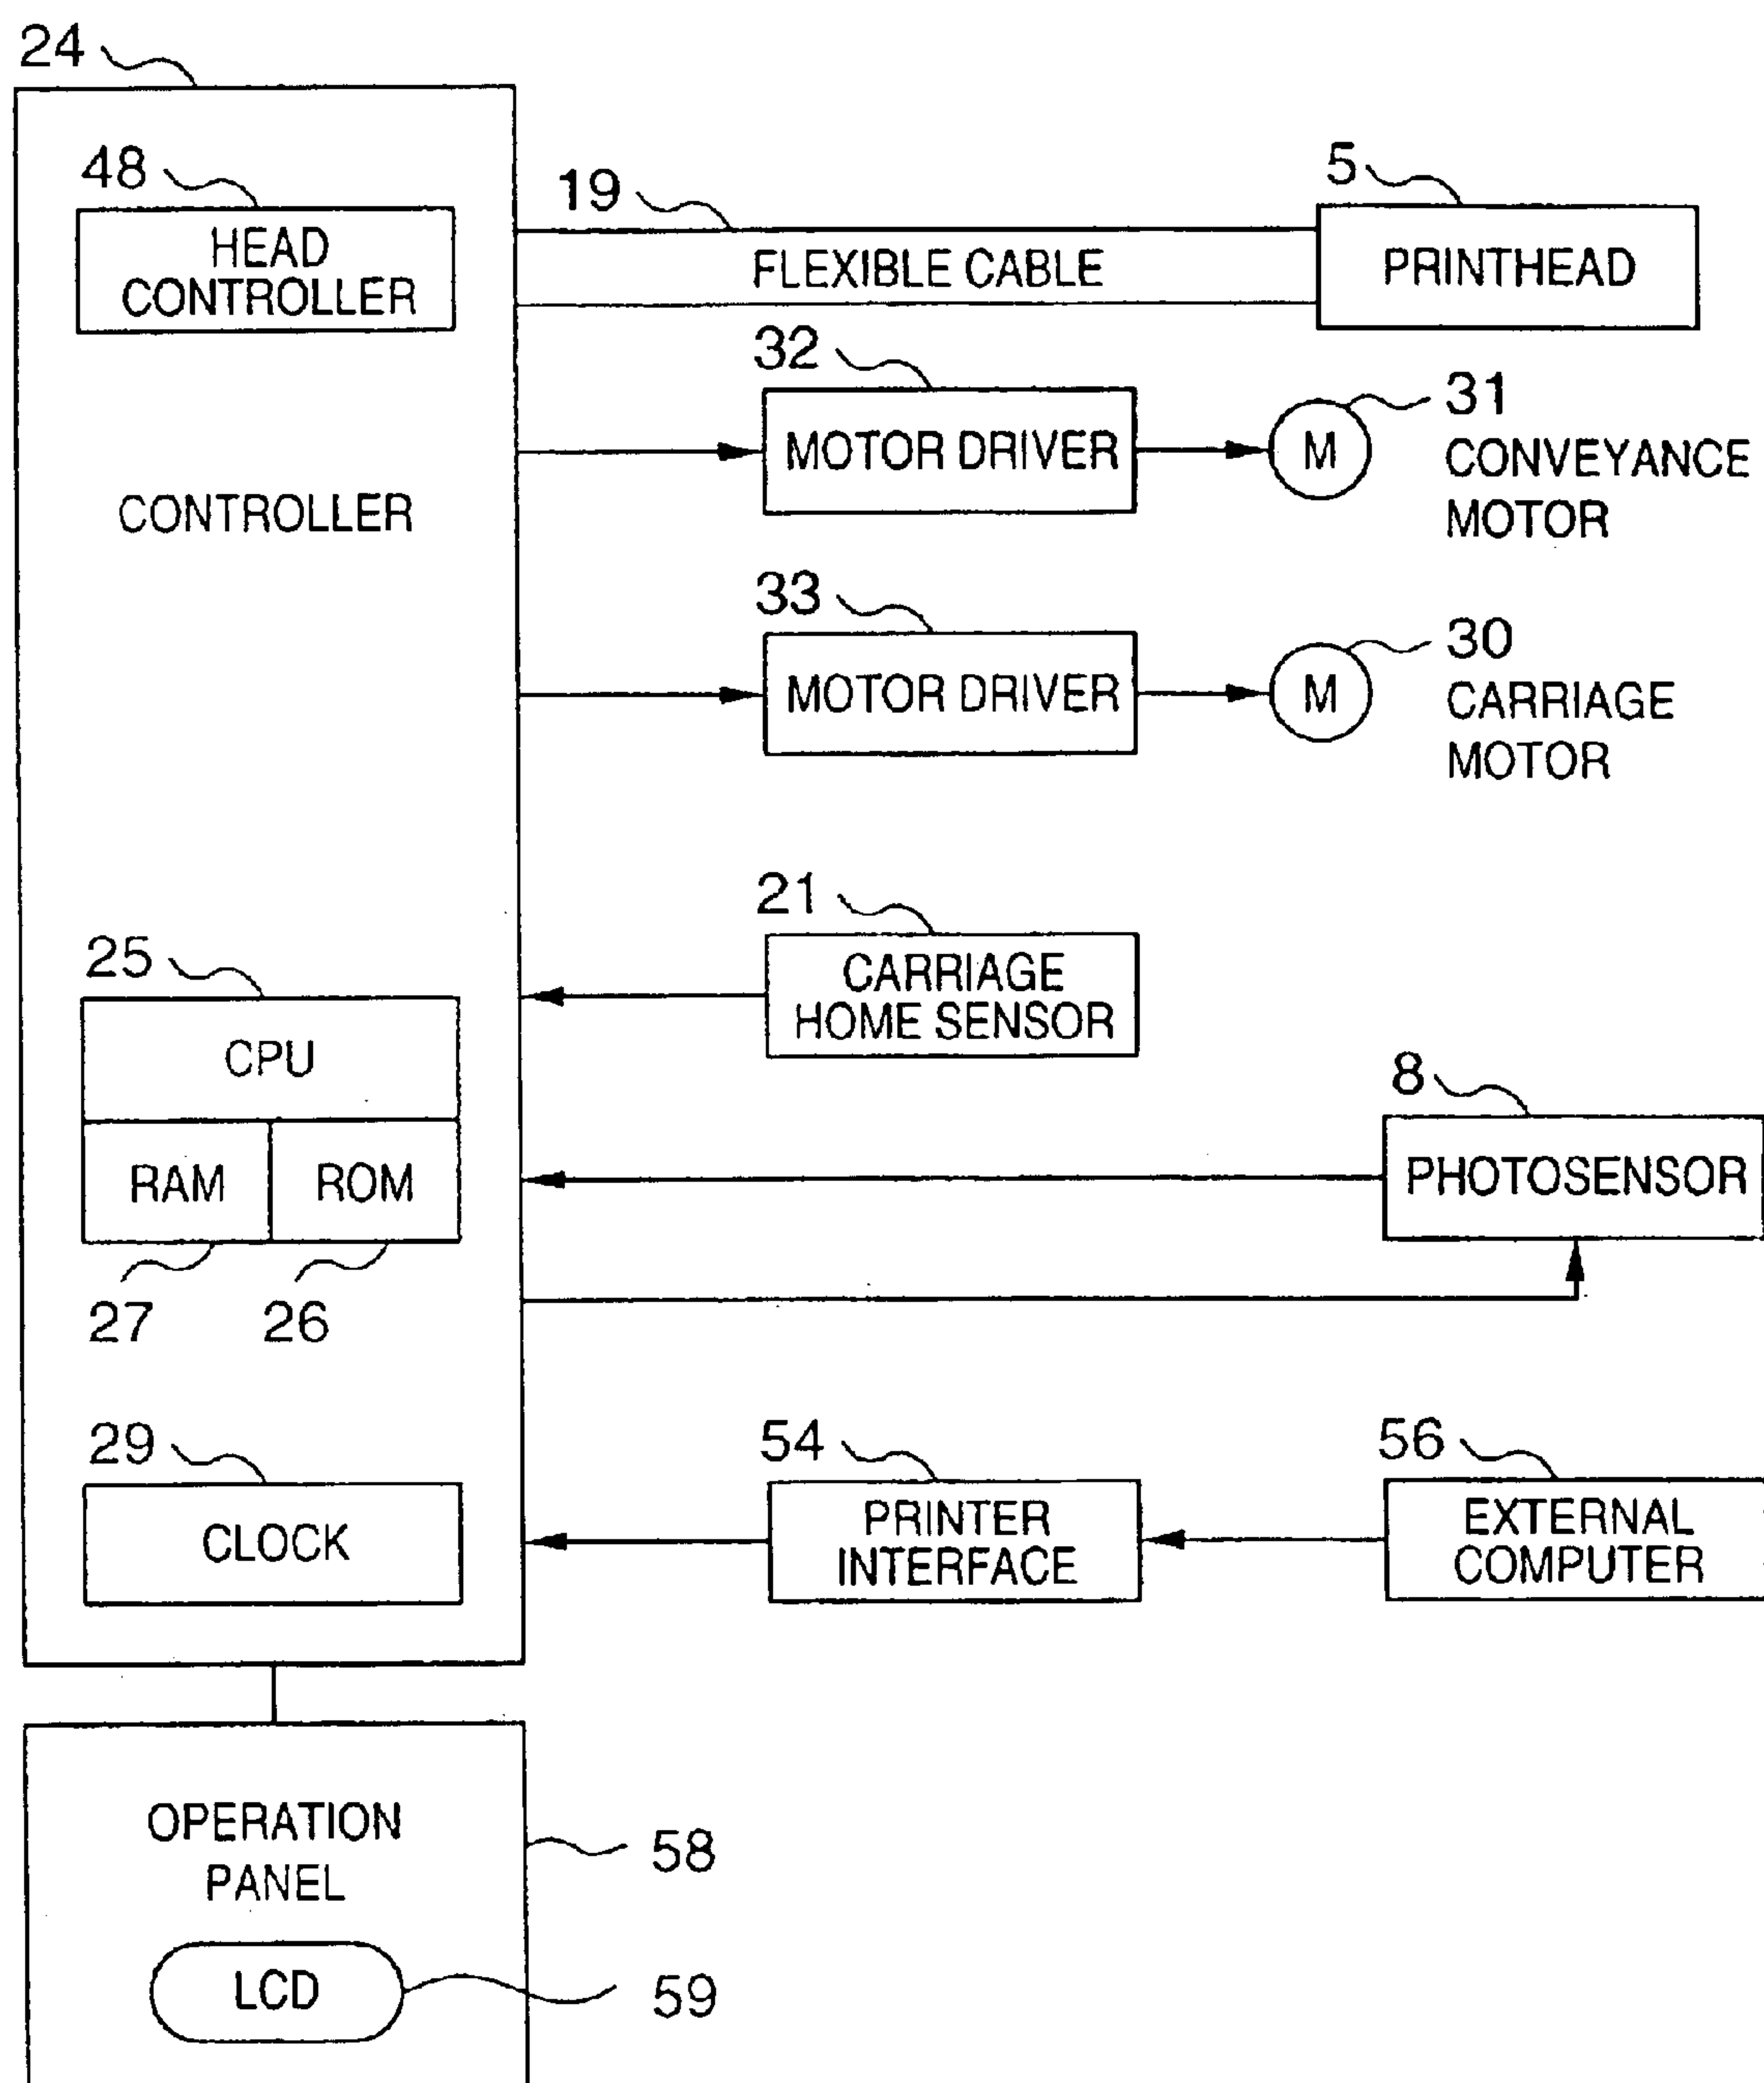 24
48
HEAD
CONTROLLER
19
FLEXIBLE CABLE
5
PRINTHEAD
32
MOTOR DRIVER
M
31
CONVEYANCE
MOTOR
CONTROLLER
33
MOTOR DRIVER
M
30
CARRIAGE
MOTOR
21
CARRIAGE
HOME SENSOR
25
CPU
RAM
ROM
27
26
8
PHOTOSENSOR
29
CLOCK
54
PRINTER
INTERFACE
56
EXTERNAL
COMPUTER
OPERATION
PANEL
58
LCD
59